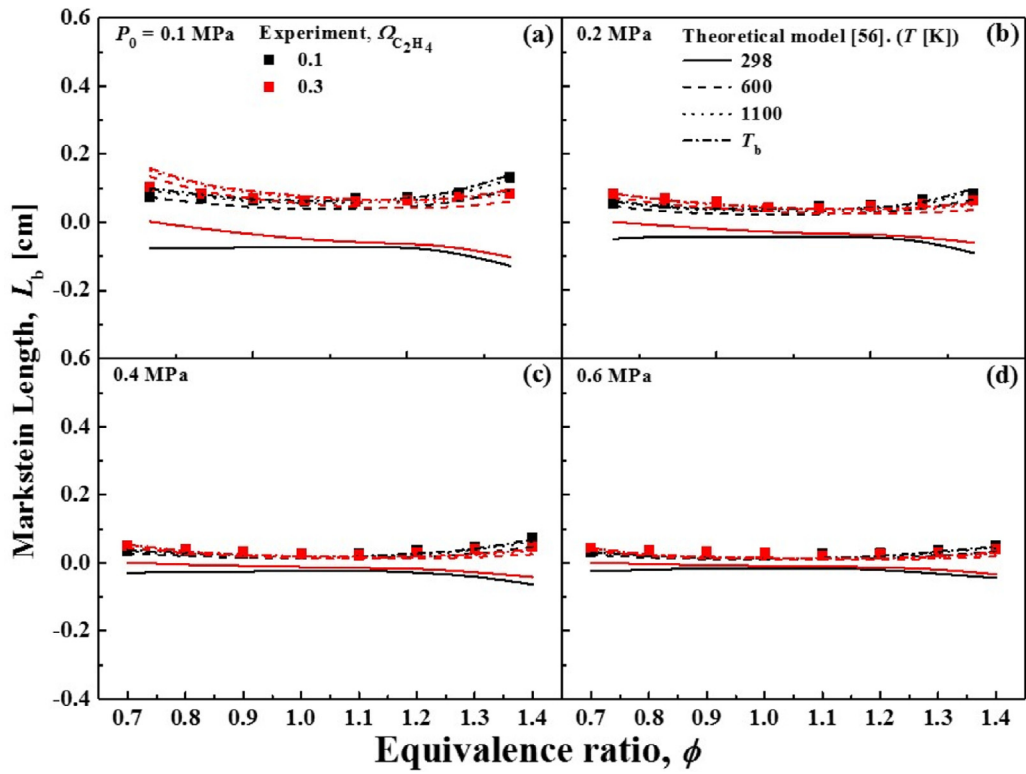 0.6
P0 = 0.1 MPa
Experiment, ΩC2H4
(a)
0.1
0.3
0.2 MPa
Theoretical model [56]. (T [K])
(b)
298
600
1100
Tb
0.4
0.2
0.0
-0.2
0.6
0.4 MPa
(c)
0.6 MPa
(d)
0.4
0.2
0.0
-0.2
-0.4
Markstein Length, Lb [cm]
0.7 0.8 0.9 1.0 1.1 1.2 1.3 1.4
0.7 0.8 0.9 1.0 1.1 1.2 1.3 1.4
Equivalence ratio, ϕ